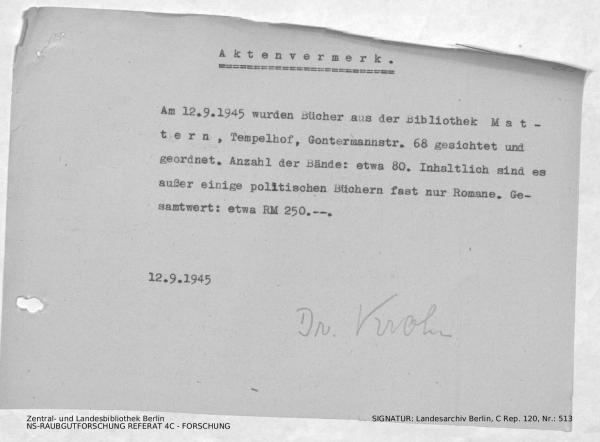 Aktenvermerk.
Am 12.9.1945 wurden Bücher aus der Bibliothek M a t -
t e r n , Tempelhof, Gontermannstr. 68 gesichtet und
geordnet. Anzahl der Bände: etwa 80. Inhaltlich sind es
außer einige politischen Büchern fast nur Romane. Ge-
samtwert: etwa RM 250.--.
12.9.1945
Dr. Krohn
Zentral- und Landesbibliothek Berlin
NS-RAUBGUTFORSCHUNG REFERAT 4C - FORSCHUNG
SIGNATUR: Landesarchiv Berlin, C Rep. 120, Nr.: 513